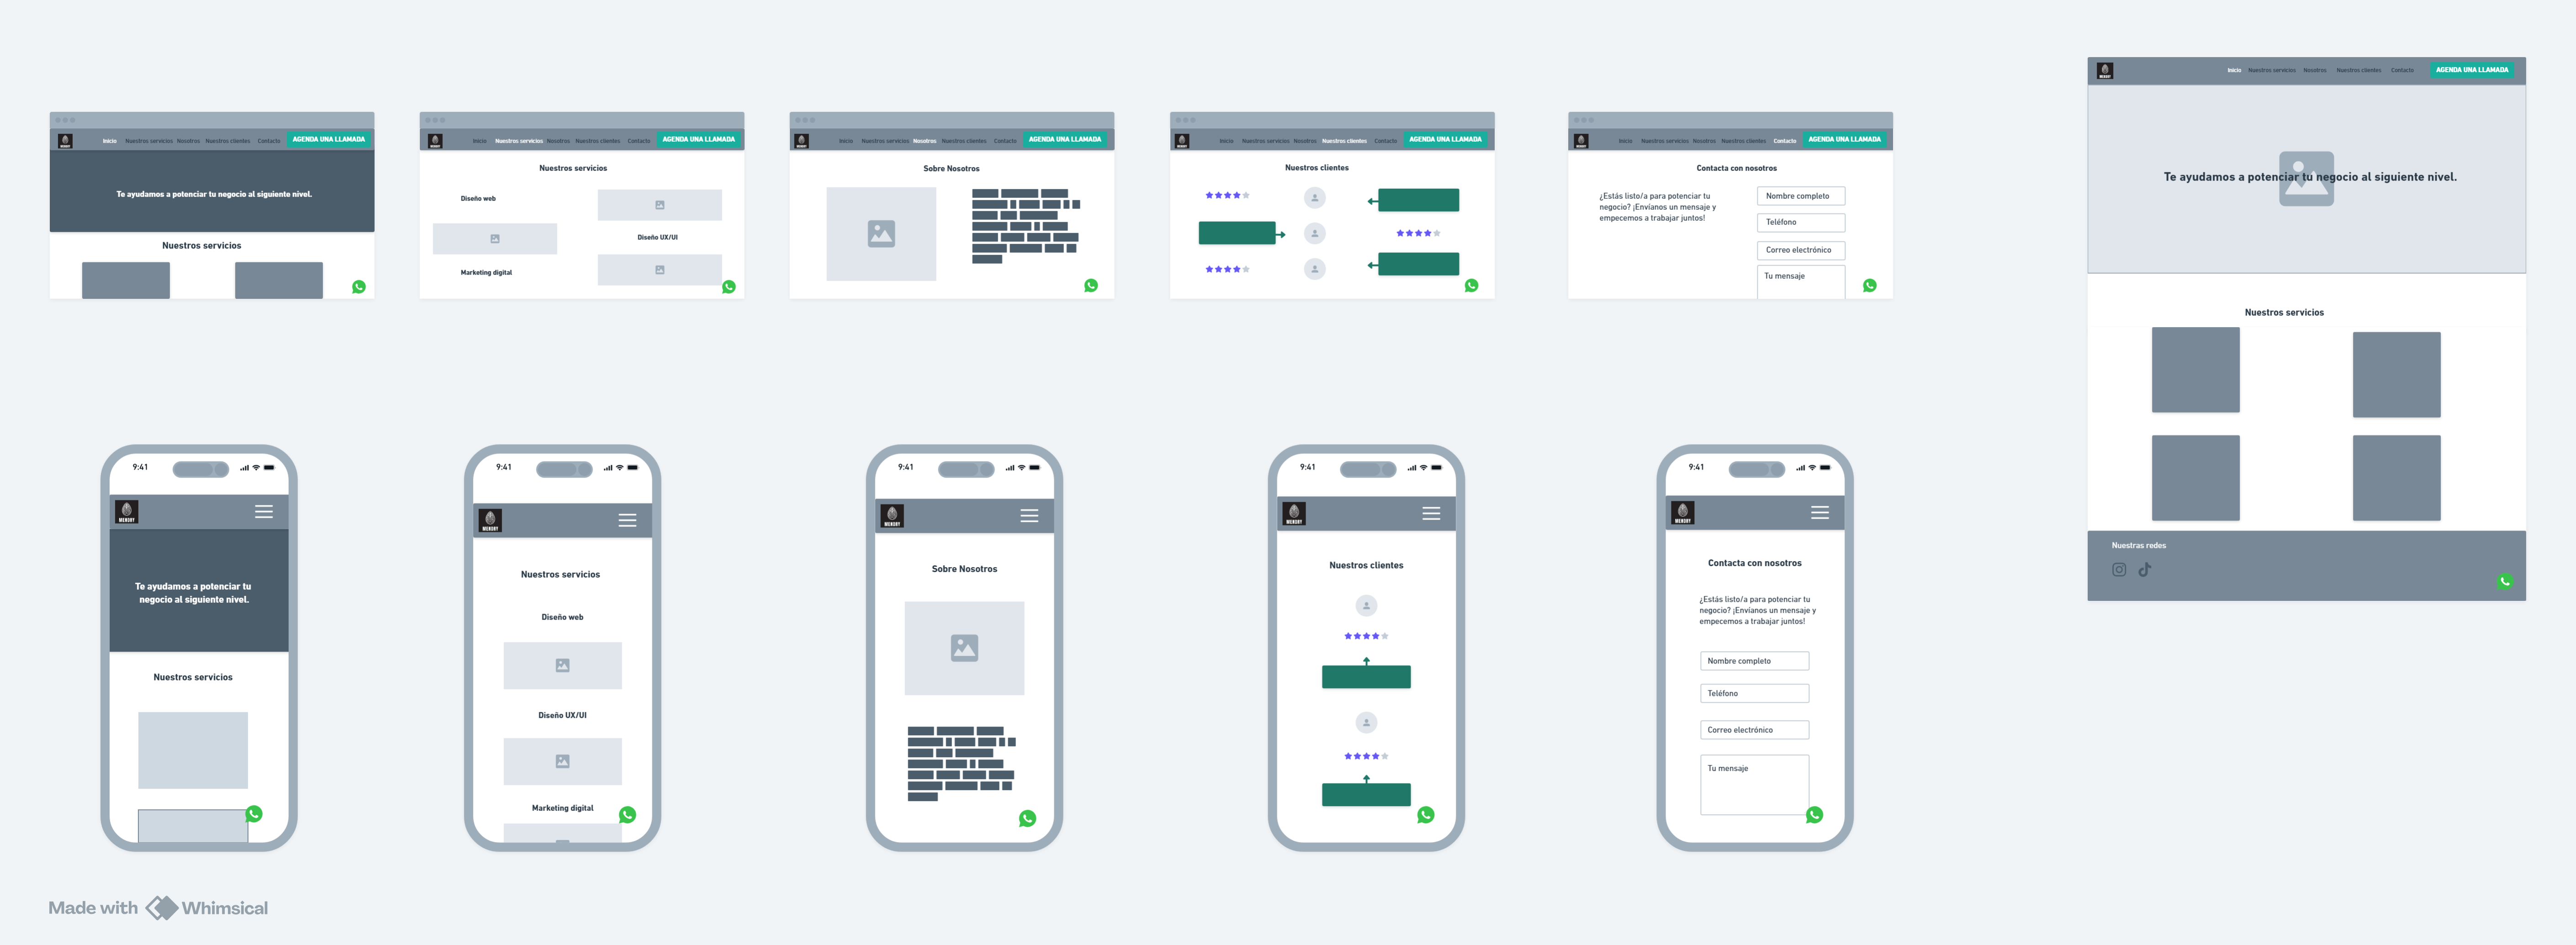 Inicio Nuestros servicios Nosotros Nuestros clientes Contacto AGENDA UNA LLAMADA
Te ayudamos a potenciar tu negocio al siguiente nivel.
Nuestros servicios
Inicio Nuestros servicios Nosotros Nuestros clientes Contacto AGENDA UNA LLAMADA
Nuestros servicios
Diseño web
Diseño UX/UI
Marketing digital
Inicio Nuestros servicios Nosotros Nuestros clientes Contacto AGENDA UNA LLAMADA
Sobre Nosotros
Inicio Nuestros servicios Nosotros Nuestros clientes Contacto AGENDA UNA LLAMADA
Nuestros clientes
Inicio Nuestros servicios Nosotros Nuestros clientes Contacto AGENDA UNA LLAMADA
Contacta con nosotros
¿Estás listo/a para potenciar tu
negocio? ¡Envíanos un mensaje y
empecemos a trabajar juntos!
Nombre completo
Teléfono
Correo electrónico
Tu mensaje
Inicio Nuestros servicios Nosotros Nuestros clientes Contacto AGENDA UNA LLAMADA
Te ayudamos a potenciar tu negocio al siguiente nivel.
Nuestros servicios
Nuestras redes
9:41
Te ayudamos a potenciar tu
negocio al siguiente nivel.
Nuestros servicios
9:41
Nuestros servicios
Diseño web
Diseño UX/UI
Marketing digital
9:41
Sobre Nosotros
9:41
Nuestros clientes
9:41
Contacta con nosotros
¿Estás listo/a para potenciar tu
negocio? ¡Envíanos un mensaje y
empecemos a trabajar juntos!
Nombre completo
Teléfono
Correo electrónico
Tu mensaje
Made with Whimsical